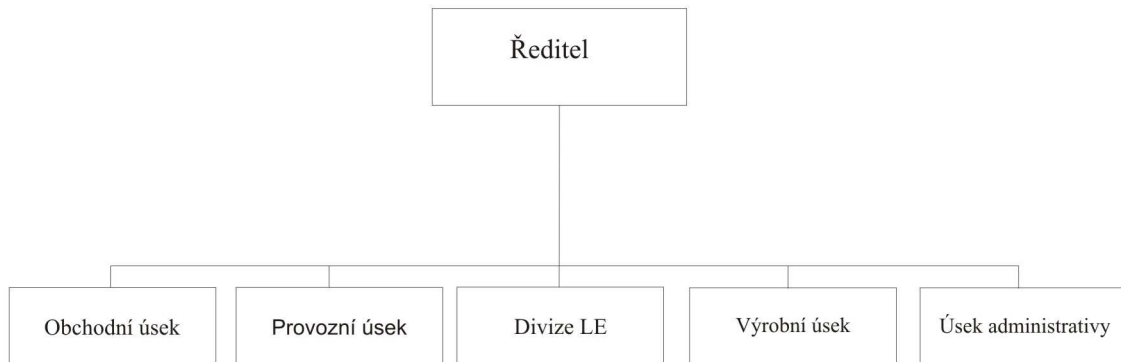 Ředitel
Obchodní úsek
Provozní úsek
Divize LE
Výrobní úsek
Úsek administrativy